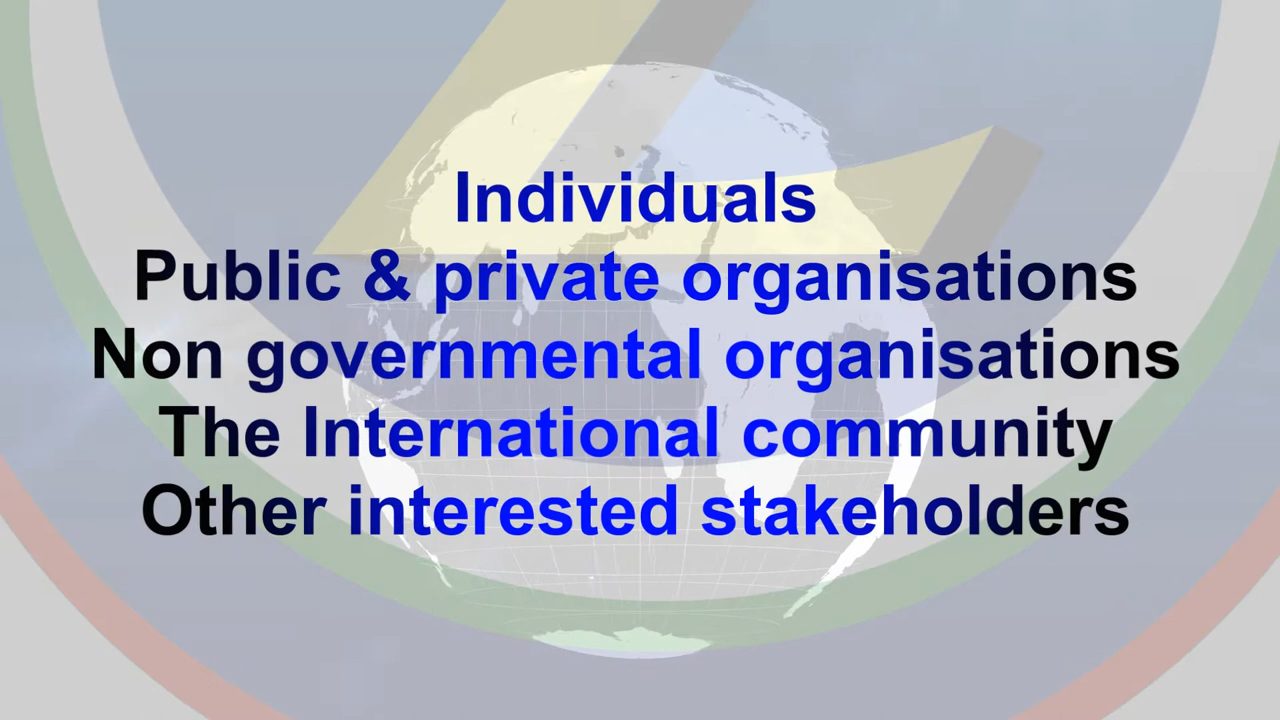 Individuals
Public & private organisations
Non governmental organisations
The International community
Other interested stakeholders